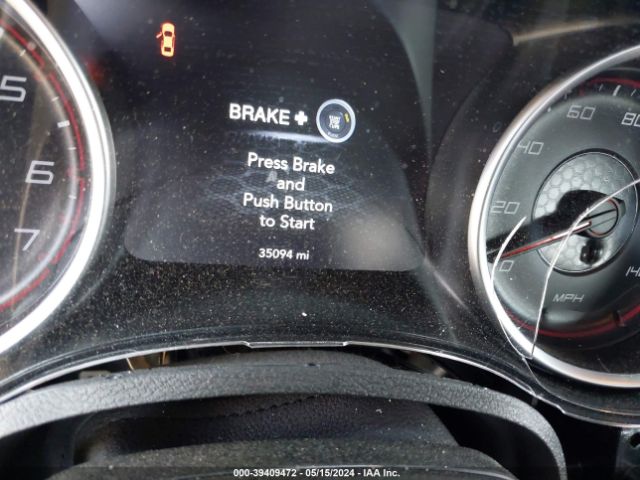 BRAKE +
Press Brake
and
Push Button
to Start
35094 mi
5
6
7
0
20
40
60
80
140
MPH
000-39409472 - 05/15/2024 - IAA Inc.